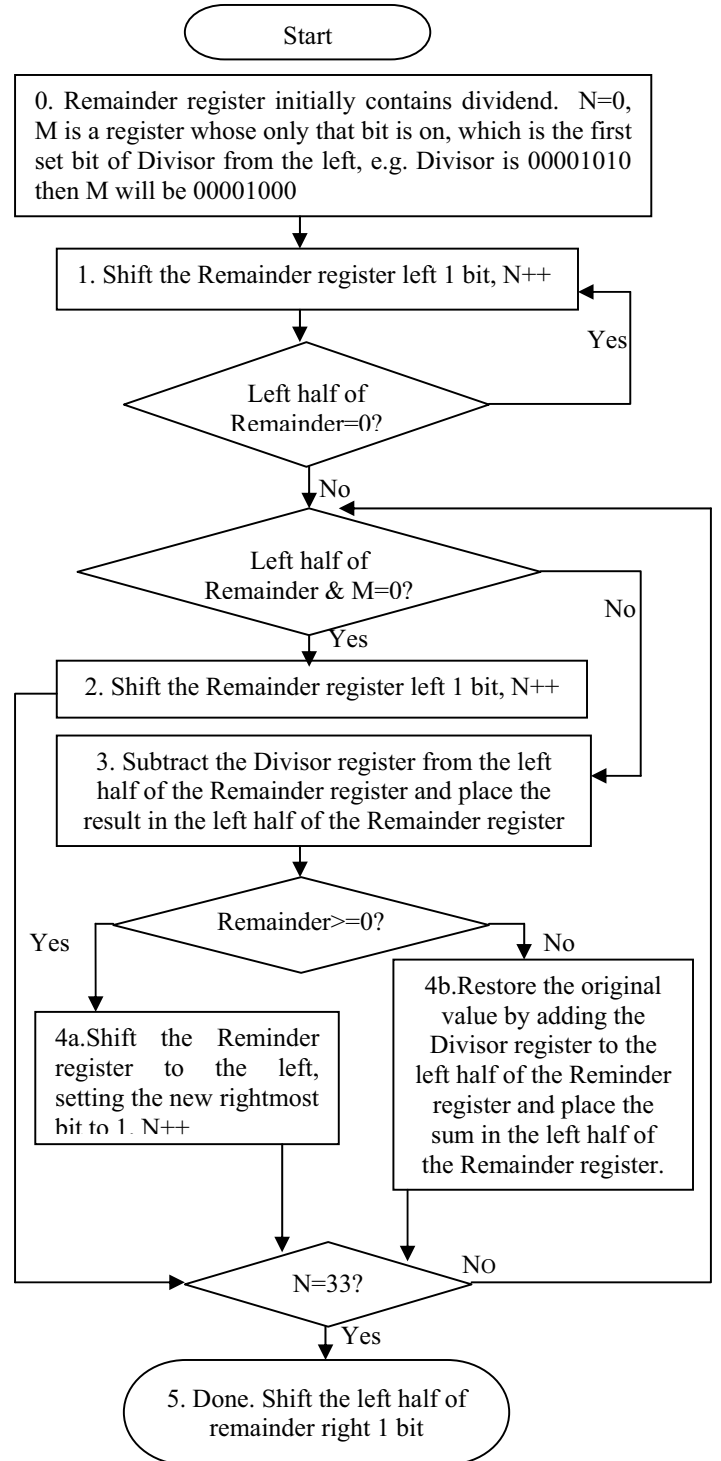 Start
0. Remainder register initially contains dividend. N=0,
M is a register whose only that bit is on, which is the first
set bit of Divisor from the left, e.g. Divisor is 00001010
then M will be 00001000
1. Shift the Remainder register left 1 bit, N++
Yes
Left half of
Remainder=0?
No
Left half of
Remainder & M=0?
No
Yes
2. Shift the Remainder register left 1 bit, N++
3. Subtract the Divisor register from the left
half of the Remainder register and place the
result in the left half of the Remainder register
Remainder>=0?
Yes
No
4a.Shift the Reminder
register to the left,
setting the new rightmost
bit to 1. N++
4b.Restore the original
value by adding the
Divisor register to the
left half of the Reminder
register and place the
sum in the left half of
the Remainder register.
N=33?
NO
Yes
5. Done. Shift the left half of
remainder right 1 bit